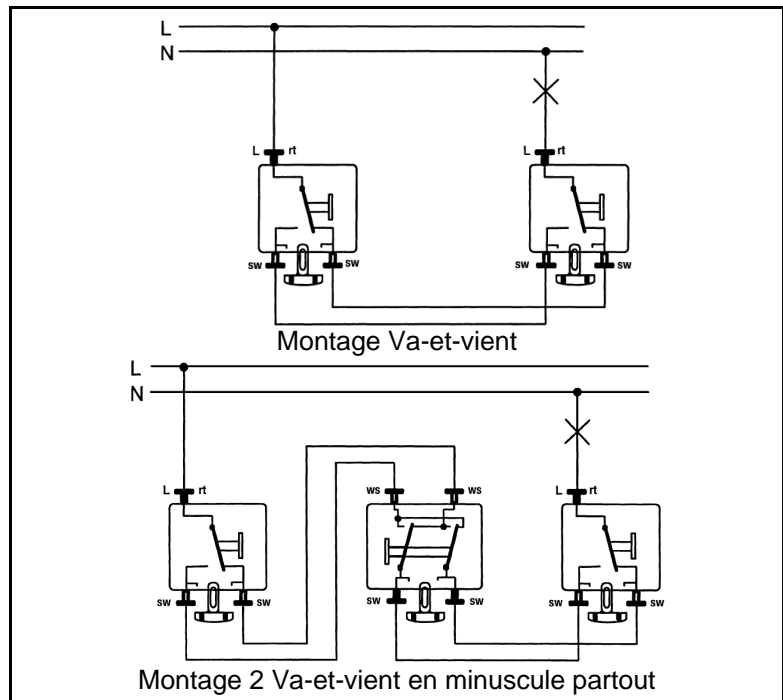 L
N
L rt L rt
sw sw sw sw
Montage Va-et-vient
L
N
L rt ws ws L rt
sw sw sw sw sw sw
Montage 2 Va-et-vient en minuscule partout